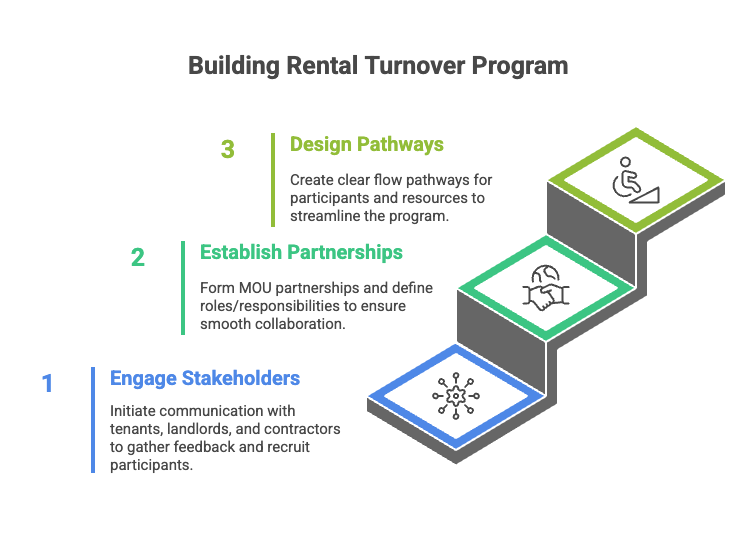 Building Rental Turnover Program
3
Design Pathways
Create clear flow pathways for
participants and resources to
streamline the program.
2
Establish Partnerships
Form MOU partnerships and define
roles/responsibilities to ensure
smooth collaboration.
1
Engage Stakeholders
Initiate communication with
tenants, landlords, and contractors
to gather feedback and recruit
participants.